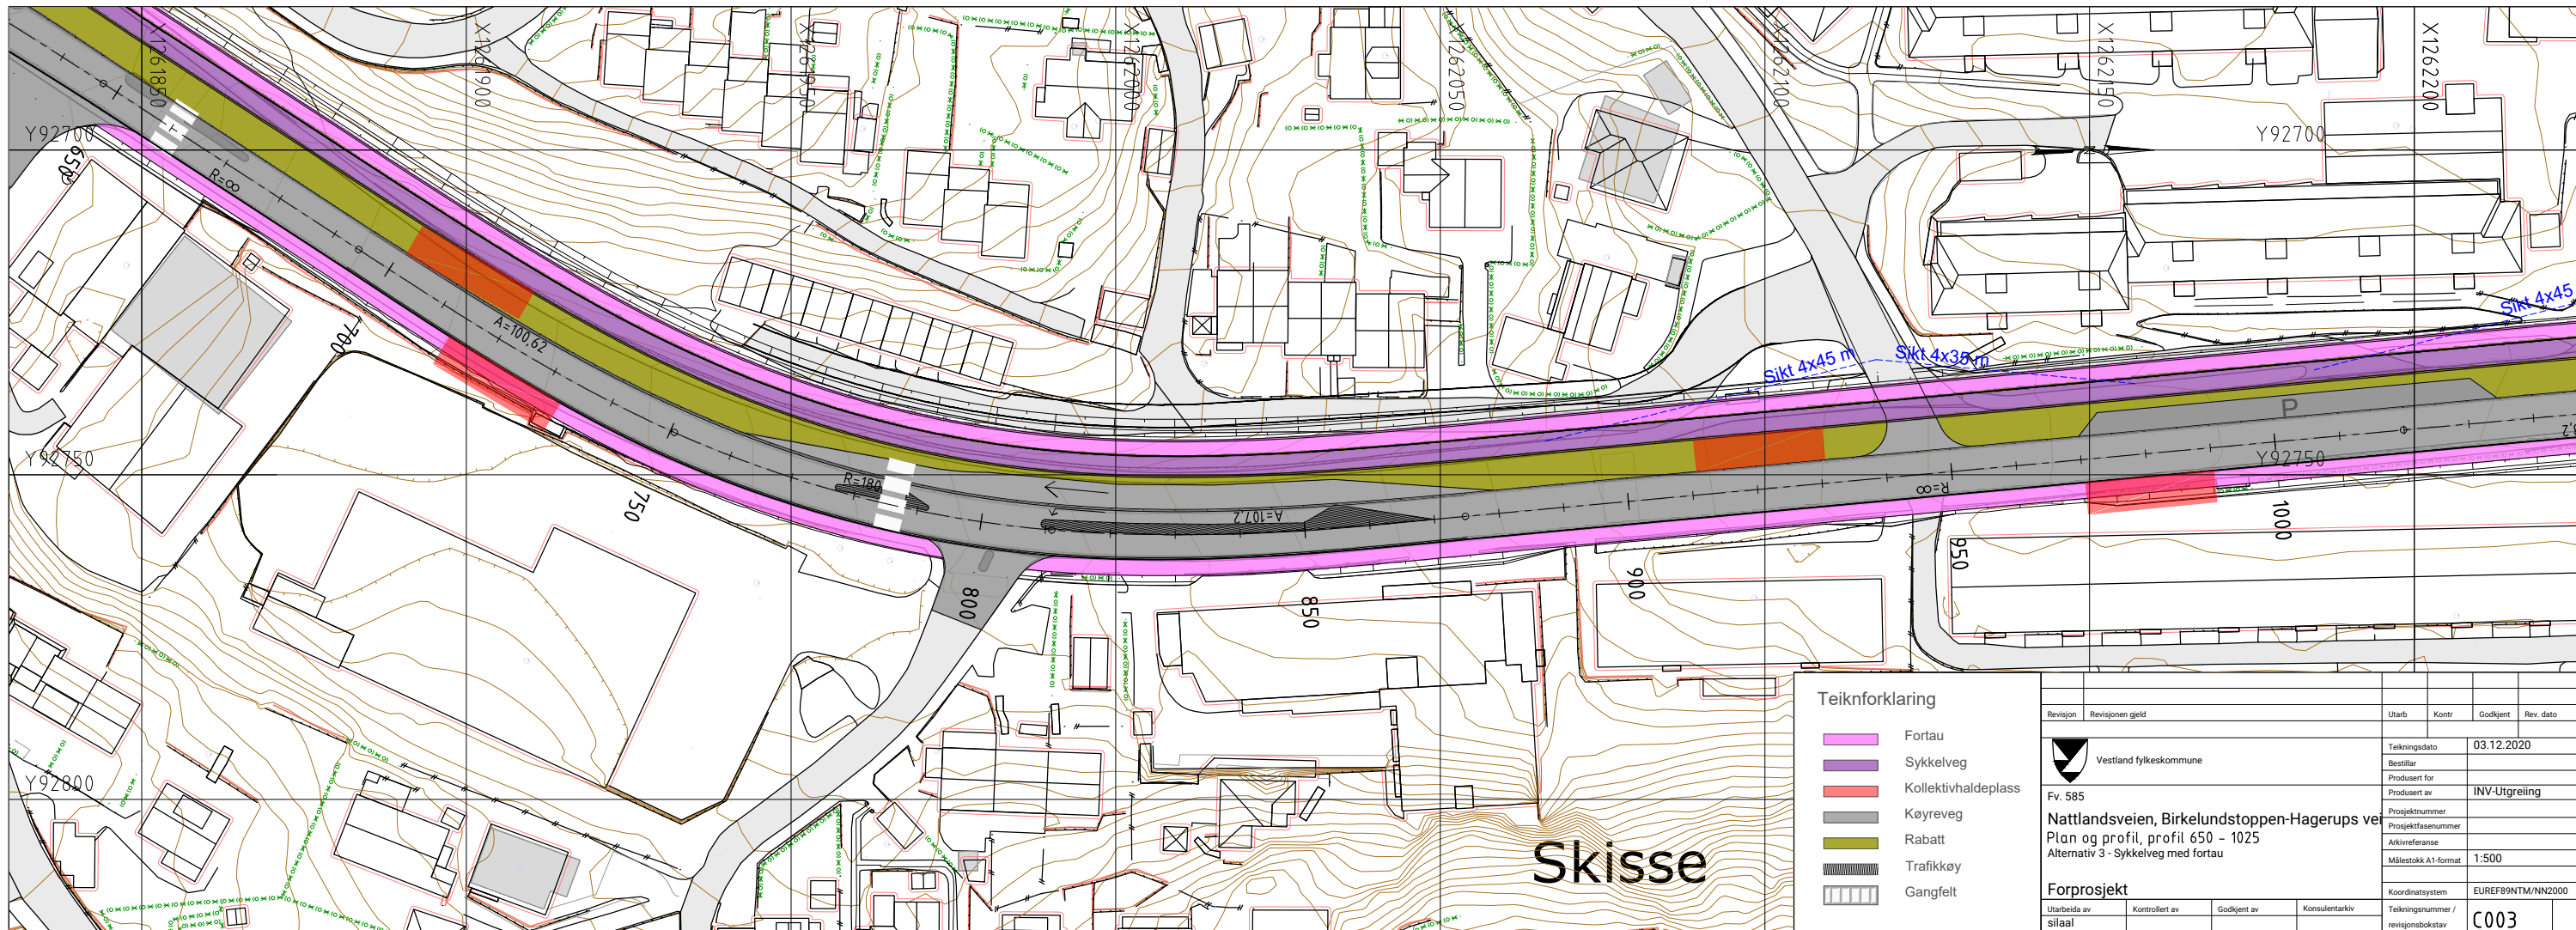 X1261850
X1261900
X1261950
X1262000
X1262050
X1262100
X1262150
X1262200
Y92700
Y92700
650
R=∞
700
A=100,62
Sikt 4x45 m
Sikt 4x35 m
Sikt 4x45
P
Y92750
Y92750
750
R=180
A=107,2
R=∞
800
850
900
950
1000
Y92800
Skisse
Teiknforklaring
Fortau
Sykkelveg
Kollektivhaldeplass
Køyreveg
Rabatt
Trafikkøy
Gangfelt
Revisjon Revisjonen gjeld Utarb Kontr Godkjent Rev. dato
Vestland fylkeskommune
Teikningsdato 03.12.2020
Bestillar
Produsert for
Produsert av INV-Utgreiing
Prosjektnummer
Prosjektfasenummer
Arkivreferanse
Målestokk A1-format 1:500
Koordinatsystem EUREF89NTM/NN2000
Teikningsnummer /
revisjonsbokstav C003
Fv. 585
Nattlandsveien, Birkelundstoppen-Hagerups vei
Plan og profil, profil 650 - 1025
Alternativ 3 - Sykkelveg med fortau
Forprosjekt
Utarbeida av Kontrollert av Godkjent av Konsulentarkiv
silaal